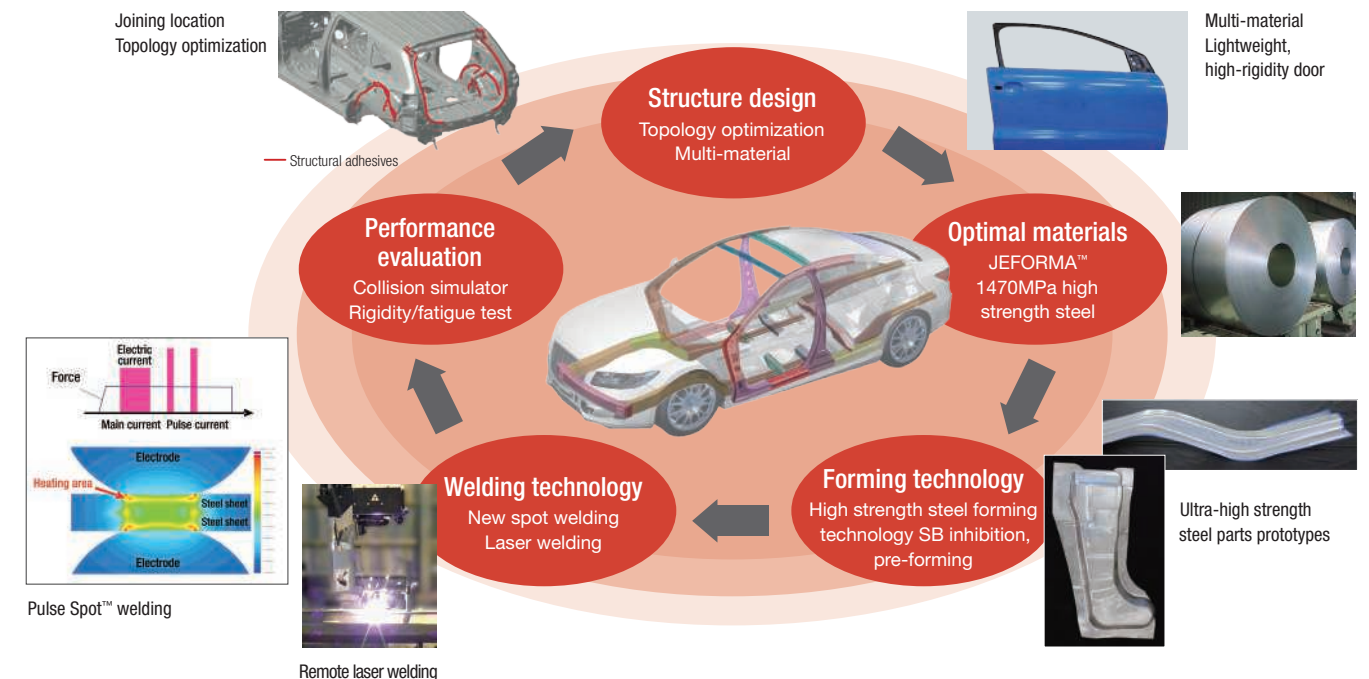 Joining location
Topology optimization
Structural adhesives
Multi-material
Lightweight,
high-rigidity door
Structure design
Topology optimization
Multi-material
Optimal materials
JEFORMA™
1470MPa high
strength steel
Performance
evaluation
Collision simulator
Rigidity/fatigue test
Forming technology
High strength steel forming
technology SB inhibition,
pre-forming
Welding technology
New spot welding
Laser welding
Ultra-high strength
steel parts prototypes
Electric
current
Force
Main current Pulse current
Electrode
Heating area
Steel sheet
Steel sheet
Electrode
Pulse Spot™ welding
Remote laser welding